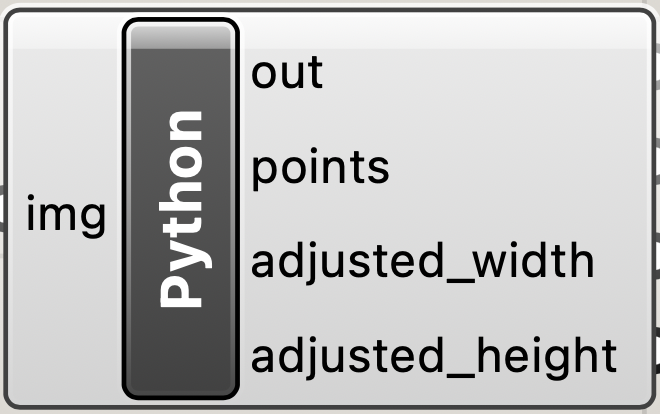 img
Python
out
points
adjusted_width
adjusted_height